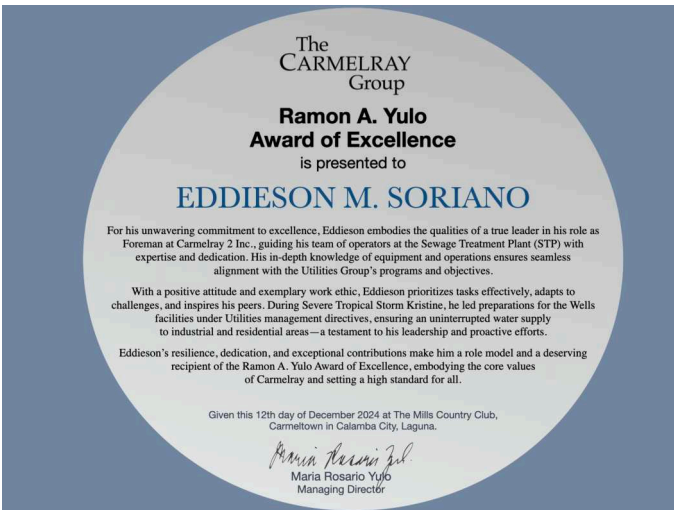 The
CARMELRAY
Group
Ramon A. Yulo
Award of Excellence
is presented to
EDDIESON M. SORIANO
For his unwavering commitment to excellence, Eddieson embodies the qualities of a true leader in his role as
Foreman at Carmelray 2 Inc., guiding his team of operators at the Sewage Treatment Plant (STP) with
expertise and dedication. His in-depth knowledge of equipment and operations ensures seamless
alignment with the Utilities Group's programs and objectives.
With a positive attitude and exemplary work ethic, Eddieson prioritizes tasks effectively, adapts to
challenges, and inspires his peers. During Severe Tropical Storm Kristine, he led preparations for the Wells
facilities under Utilities management directives, ensuring an uninterrupted water supply
to industrial and residential areas—a testament to his leadership and proactive efforts.
Eddieson's resilience, dedication, and exceptional contributions make him a role model and a deserving
recipient of the Ramon A. Yulo Award of Excellence, embodying the core values
of Carmelray and setting a high standard for all.
Given this 12th day of December 2024 at The Mills Country Club,
Carmeltown in Calamba City, Laguna.
Maria Rosario Yulo
Maria Rosario Yulo
Managing Director